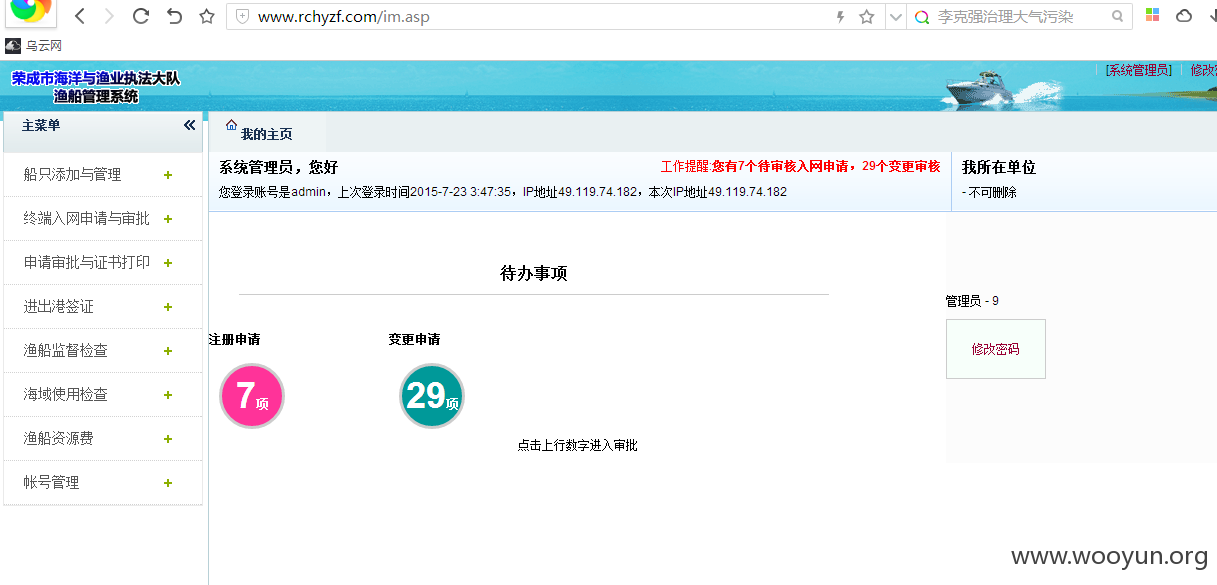 www.rchyzf.com/im.asp
李克强治理大气污染
乌云网
荣成市海洋与渔业执法大队
渔船管理系统
[系统管理员]
修改
主菜单
«
我的主页
系统管理员，您好
工作提醒:您有7个待审核入网申请，29个变更审核
我所在单位
您登录账号是admin，上次登录时间2015-7-23 3:47:35，IP地址49.119.74.182，本次IP地址49.119.74.182
- 不可删除
船只添加与管理 +
终端入网申请与审批 +
申请审批与证书打印 +
进出港签证 +
渔船监督检查 +
海域使用检查 +
渔船资源费 +
帐号管理 +
待办事项
注册申请
变更申请
7项
29项
点击上行数字进入审批
管理员 - 9
修改密码
www.wooyun.org